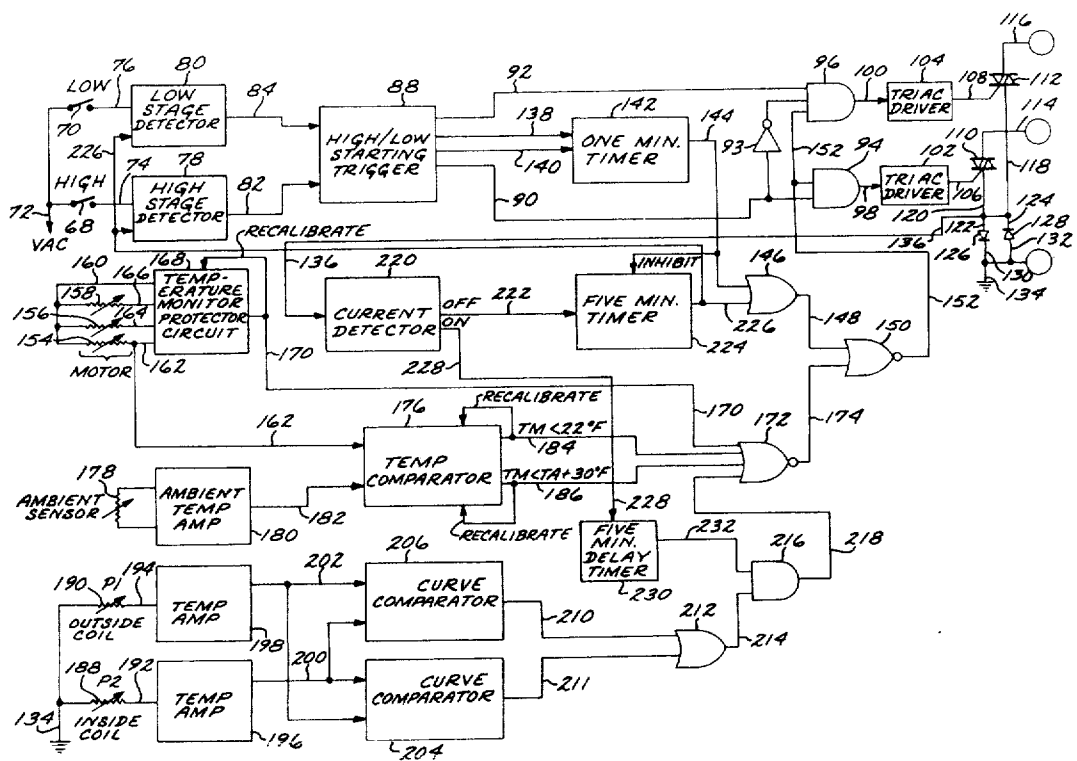 116
LOW
76
80
LOW STAGE DETECTOR
84
70
226
88
HIGH/LOW STARTING TRIGGER
92
138
140
90
142
ONE MIN. TIMER
144
93
96
152
100
104
TRIAC DRIVER
108
112
114
110
94
102
TRIAC DRIVER
98
106
118
120
HIGH
74
78
HIGH STAGE DETECTOR
82
72
68
VAC
RECALIBRATE
136
122
124
126
128
130
132
134
160
158
156
154
166
164
162
168
TEMP-
ERATURE
MONITOR
PROTECTOR
CIRCUIT
MOTOR
170
136
220
CURRENT DETECTOR
OFF
ON
222
228
INHIBIT
FIVE MIN. TIMER
224
146
226
148
150
152
162
176
TEMP COMPARATOR
RECALIBRATE
TM<22°F
184
TM<TA+30°F
186
RECALIBRATE
170
172
174
178
AMBIENT SENSOR
AMBIENT TEMP AMP
180
182
228
FIVE MIN. DELAY TIMER
230
232
216
218
190
P1
194
OUTSIDE COIL
TEMP AMP
198
202
206
CURVE COMPARATOR
210
212
214
188
P2
192
INSIDE COIL
134
TEMP AMP
196
200
CURVE COMPARATOR
204
211